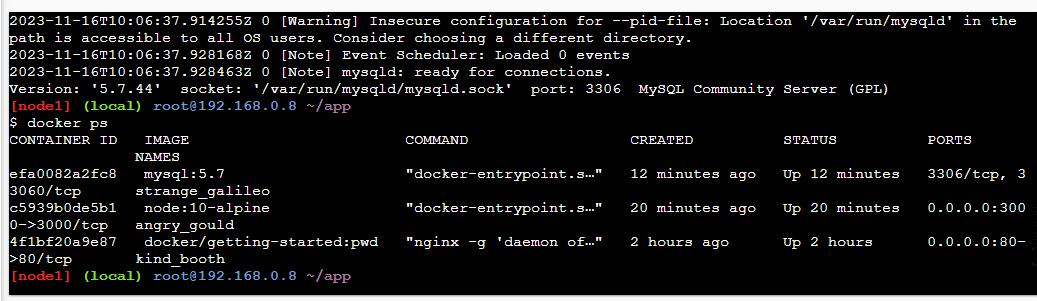 2023-11-16T10:06:37.914255Z 0 [Warning] Insecure configuration for --pid-file: Location '/var/run/mysqld' in the
path is accessible to all OS users. Consider choosing a different directory.
2023-11-16T10:06:37.928168Z 0 [Note] Event Scheduler: Loaded 0 events
2023-11-16T10:06:37.928463Z 0 [Note] mysqld: ready for connections.
Version: '5.7.44'  socket: '/var/run/mysqld/mysqld.sock'  port: 3306  MySQL Community Server (GPL)
[node1] (local) root@192.168.0.8 ~/app
$ docker ps
CONTAINER ID   IMAGE                        COMMAND                  CREATED          STATUS          PORTS
              NAMES
efa0082a2fc8   mysql:5.7                    "docker-entrypoint.s…"   12 minutes ago   Up 12 minutes   3306/tcp, 3
3060/tcp      strange_galileo
c5939b0de5b1   node:10-alpine               "docker-entrypoint.s…"   20 minutes ago   Up 20 minutes   0.0.0.0:300
0->3000/tcp   angry_gould
4f1bf20a9e87   docker/getting-started:pwd   "nginx -g 'daemon of…"   2 hours ago      Up 2 hours      0.0.0.0:80-
>80/tcp       kind_booth
[node1] (local) root@192.168.0.8 ~/app